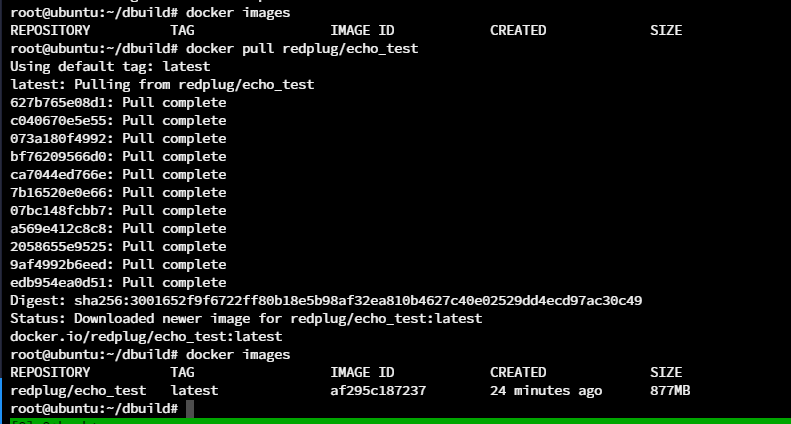 root@ubuntu:~/dbuild# docker images
REPOSITORY TAG IMAGE ID CREATED SIZE
root@ubuntu:~/dbuild# docker pull redplug/echo_test
Using default tag: latest
latest: Pulling from redplug/echo_test
627b765e08d1: Pull complete
c040670e5e55: Pull complete
073a180f4992: Pull complete
bf76209566d0: Pull complete
ca7044ed766e: Pull complete
7b16520e0e66: Pull complete
07bc148fcbb7: Pull complete
a569e412c8c8: Pull complete
2058655e9525: Pull complete
9af4992b6eed: Pull complete
edb954ea0d51: Pull complete
Digest: sha256:3001652f9f6722ff80b18e5b98af32ea810b4627c40e02529dd4ecd97ac30c49
Status: Downloaded newer image for redplug/echo_test:latest
docker.io/redplug/echo_test:latest
root@ubuntu:~/dbuild# docker images
REPOSITORY TAG IMAGE ID CREATED SIZE
redplug/echo_test latest af295c187237 24 minutes ago 877MB
root@ubuntu:~/dbuild#